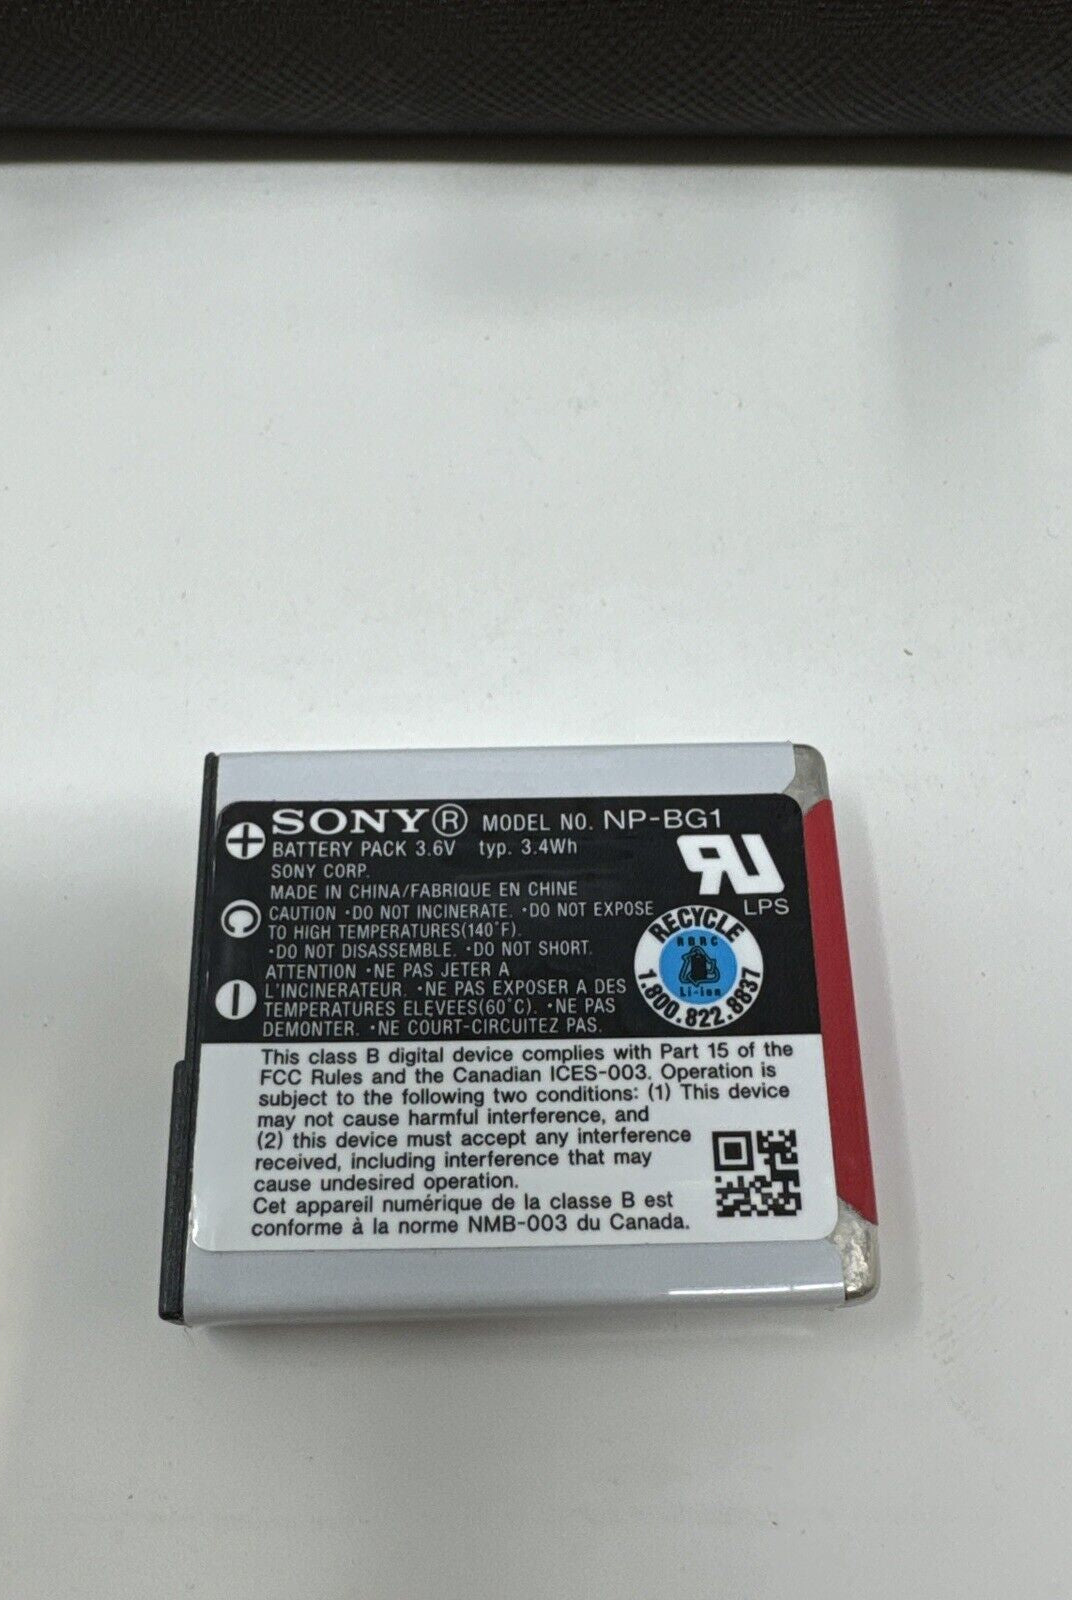 SONY® MODEL NO. NP-BG1
BATTERY PACK 3.6V typ. 3.4Wh
SONY CORP.
MADE IN CHINA/FABRIQUE EN CHINE
CAUTION •DO NOT INCINERATE. •DO NOT EXPOSE
TO HIGH TEMPERATURES(140°F).
•DO NOT DISASSEMBLE. •DO NOT SHORT.
ATTENTION •NE PAS JETER A
L'INCINERATEUR. •NE PAS EXPOSER A DES
TEMPERATURES ELEVEES(60°C). •NE PAS
DEMONTER. •NE COURT-CIRCUITEZ PAS.
LPS
RECYCLE
RBRC
Li-ion
1.800.822.8837
This class B digital device complies with Part 15 of the
FCC Rules and the Canadian ICES-003. Operation is
subject to the following two conditions: (1) This device
may not cause harmful interference, and
(2) this device must accept any interference
received, including interference that may
cause undesired operation.
Cet appareil numérique de la classe B est
conforme à la norme NMB-003 du Canada.